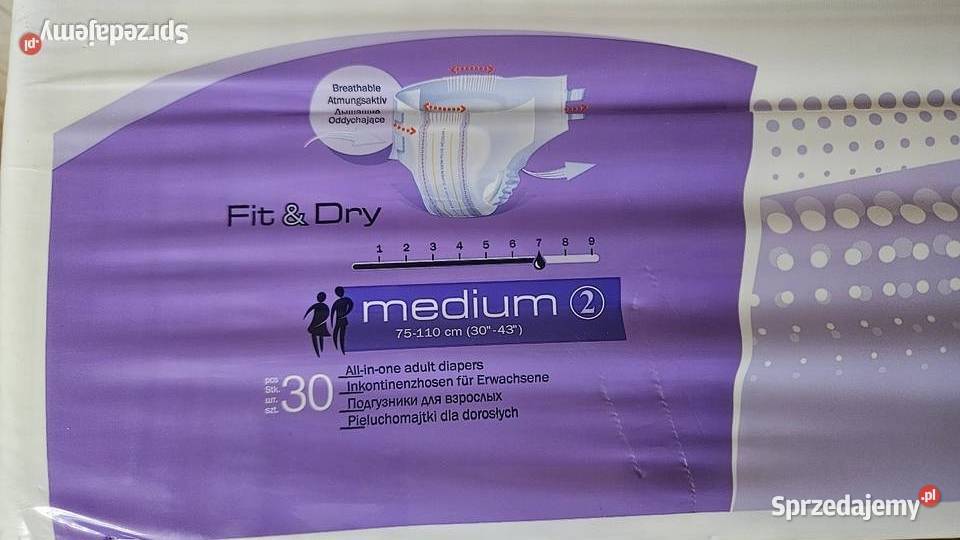 Sprzedajemy.pl
Breathable
Atmungsaktiv
Дышащие
Oddychające
Fit & Dry
1 2 3 4 5 6 7 8 9
medium 2
75-110 cm (30"-43")
pcs
Stk.
шт.
szt.
30
All-in-one adult diapers
Inkontinenzhosen für Erwachsene
Подгузники для взрослых
Pieluchomajtki dla dorosłych
Sprzedajemy.pl